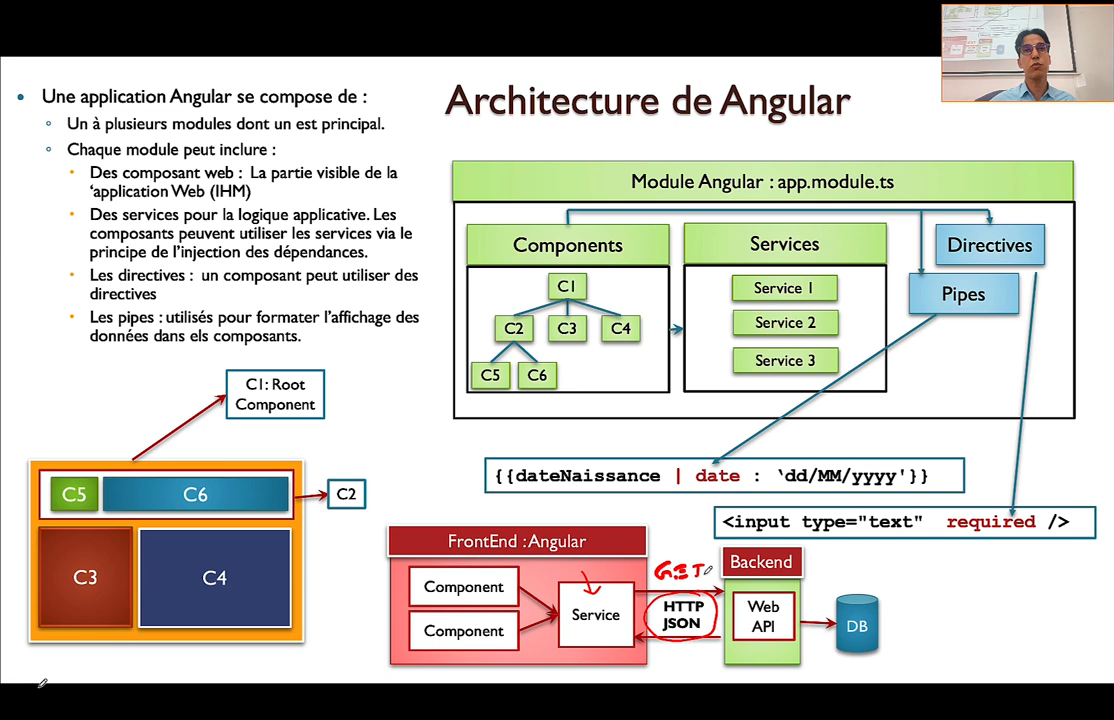 Architecture de Angular
Une application Angular se compose de :
Un à plusieurs modules dont un est principal.
Chaque module peut inclure :
Des composant web : La partie visible de la
‘application Web (IHM)
Des services pour la logique applicative. Les
composants peuvent utiliser les services via le
principe de l’injection des dépendances.
Les directives : un composant peut utiliser des
directives
Les pipes : utilisés pour formater l’affichage des
données dans els composants.
C1: Root
Component
C5
C6
C2
C3
C4
Module Angular : app.module.ts
Components
C1
C2
C3
C4
C5
C6
Services
Service 1
Service 2
Service 3
Directives
Pipes
{{dateNaissance | date : ‘dd/MM/yyyy'}}
<input type="text" required />
FrontEnd : Angular
Component
Component
Service
GET
HTTP
JSON
Backend
Web
API
DB